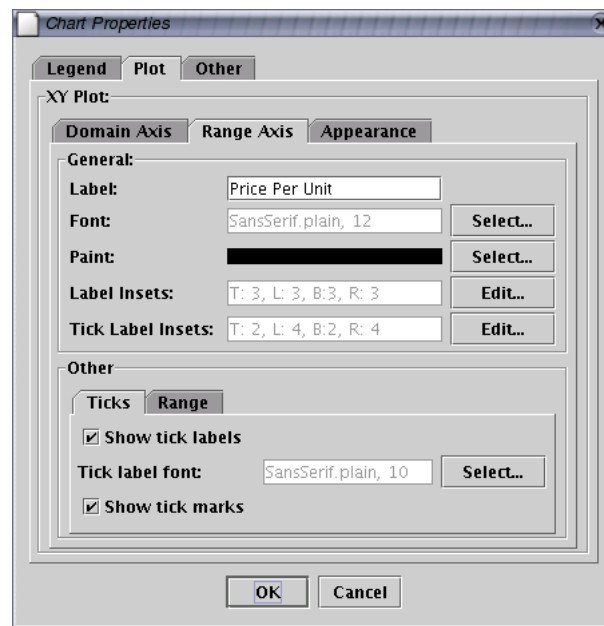 Chart Properties
Legend Plot Other
XY Plot:
Domain Axis Range Axis Appearance
General:
Label: Price Per Unit
Font: SansSerif.plain, 12 Select...
Paint: Select...
Label Insets: T: 3, L: 3, B:3, R: 3 Edit...
Tick Label Insets: T: 2, L: 4, B:2, R: 4 Edit...
Other
Ticks Range
Show tick labels
Tick label font: SansSerif.plain, 10 Select...
Show tick marks
OK Cancel